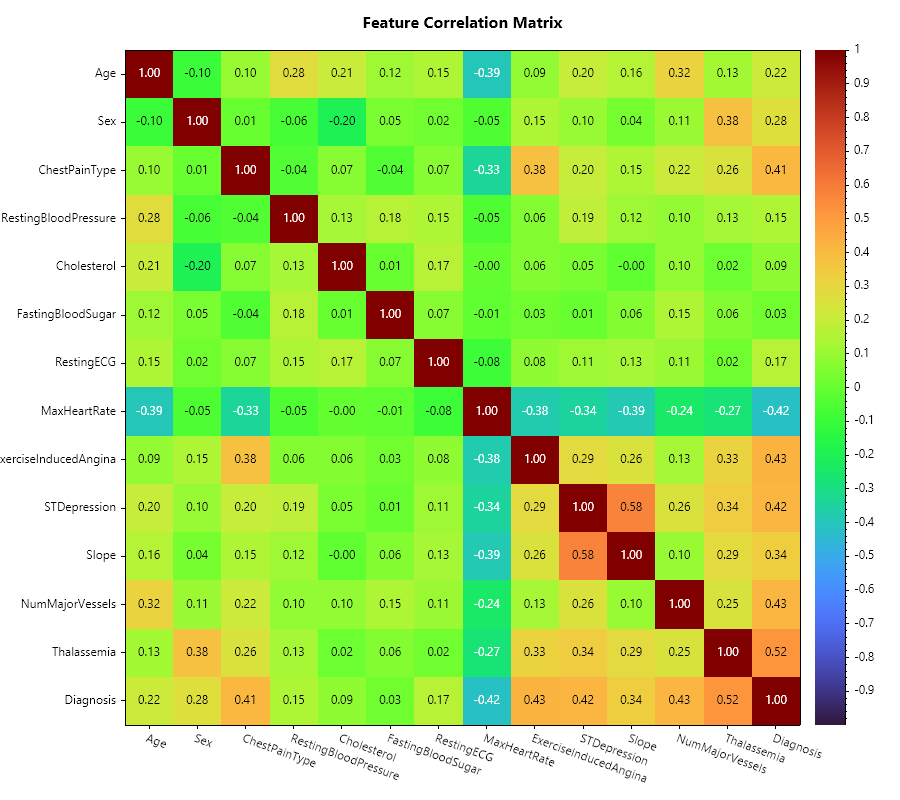 Feature Correlation Matrix
Age 1.00 -0.10 0.10 0.28 0.21 0.12 0.15 -0.39 0.09 0.20 0.16 0.32 0.13 0.22
Sex -0.10 1.00 0.01 -0.06 -0.20 0.05 0.02 -0.05 0.15 0.10 0.04 0.11 0.38 0.28
ChestPainType 0.10 0.01 1.00 -0.04 0.07 -0.04 0.07 -0.33 0.38 0.20 0.15 0.22 0.26 0.41
RestingBloodPressure 0.28 -0.06 -0.04 1.00 0.13 0.18 0.15 -0.05 0.06 0.19 0.12 0.10 0.13 0.15
Cholesterol 0.21 -0.20 0.07 0.13 1.00 0.01 0.17 -0.00 0.06 0.05 -0.00 0.10 0.02 0.09
FastingBloodSugar 0.12 0.05 -0.04 0.18 0.01 1.00 0.07 -0.01 0.03 0.01 0.06 0.15 0.06 0.03
RestingECG 0.15 0.02 0.07 0.15 0.17 0.07 1.00 -0.08 0.08 0.11 0.13 0.11 0.02 0.17
MaxHeartRate -0.39 -0.05 -0.33 -0.05 -0.00 -0.01 -0.08 1.00 -0.38 -0.34 -0.39 -0.24 -0.27 -0.42
xerciseInducedAngina 0.09 0.15 0.38 0.06 0.06 0.03 0.08 -0.38 1.00 0.29 0.26 0.13 0.33 0.43
STDepression 0.20 0.10 0.20 0.19 0.05 0.01 0.11 -0.34 0.29 1.00 0.58 0.26 0.34 0.42
Slope 0.16 0.04 0.15 0.12 -0.00 0.06 0.13 -0.39 0.26 0.58 1.00 0.10 0.29 0.34
NumMajorVessels 0.32 0.11 0.22 0.10 0.10 0.15 0.11 -0.24 0.13 0.26 0.10 1.00 0.25 0.43
Thalassemia 0.13 0.38 0.26 0.13 0.02 0.06 0.02 -0.27 0.33 0.34 0.29 0.25 1.00 0.52
Diagnosis 0.22 0.28 0.41 0.15 0.09 0.03 0.17 -0.42 0.43 0.42 0.34 0.43 0.52 1.00
Age
Sex
ChestPainType
RestingBloodPressure
Cholesterol
FastingBloodSugar
RestingECG
MaxHeartRate
ExerciseInducedAngina
STDepression
Slope
NumMajorVessels
Thalassemia
Diagnosis
1
0.9
0.8
0.7
0.6
0.5
0.4
0.3
0.2
0.1
0
-0.1
-0.2
-0.3
-0.4
-0.5
-0.6
-0.7
-0.8
-0.9